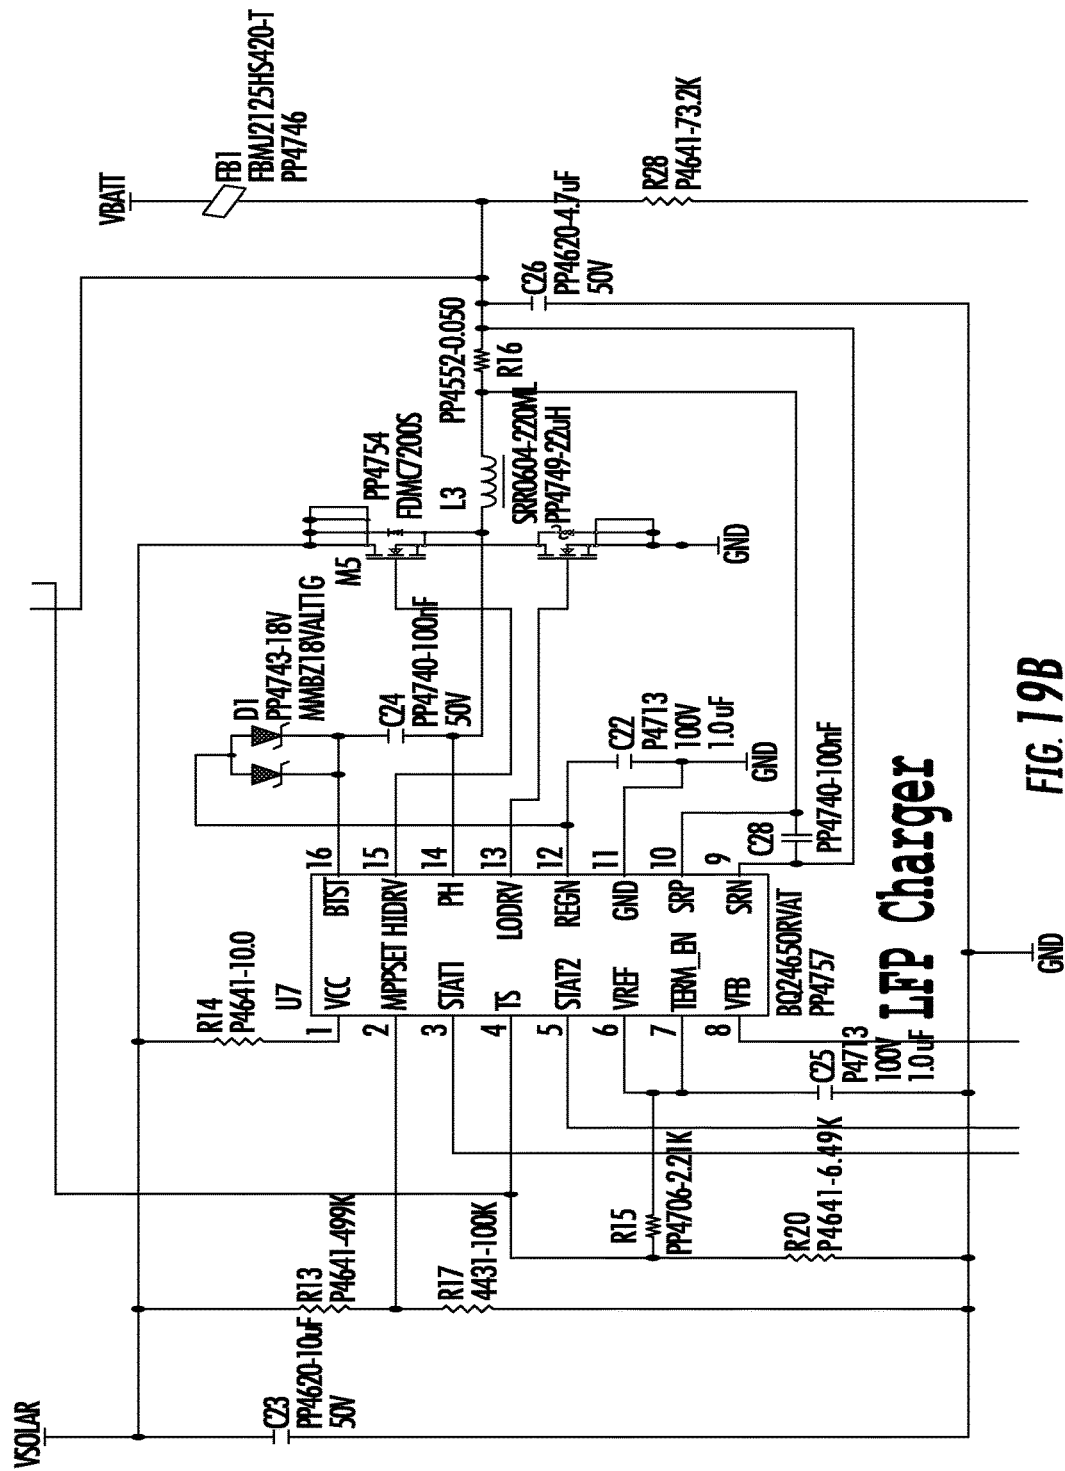 VSOLAR
C23
PP4620-10uF
50V
R13
P4641-499K
R17
4431-100K
R14
P4641-10.0
U7
1
2
3
4
5
6
7
8
VCC
MPPSET
STAT1
TS
STAT2
VREF
TERM_EN
VFB
BTST
HIDRV
PH
LODRV
REGN
GND
SRP
SRN
16
15
14
13
12
11
10
9
BQ24650RVAT
PP4757
R15
PP4706-2.21K
R20
P4641-6.49K
C25
P4713
100V
1.0uF
D1
PP4743-18V
MMBZ18VALT1G
C24
PP4740-100nF
50V
C22
P4713
100V
1.0uF
GND
C28
PP4740-100nF
M5
PP4754
FDMC7200S
L3
SRR0604-220ML
PP4749-22uH
GND
PP4552-0.050
R16
C26
PP4620-4.7uF
50V
VBATT
FB1
FBMJ2125HS420-T
PP4746
R28
P4641-73.2K
GND
LFP Charger
FIG. 19B